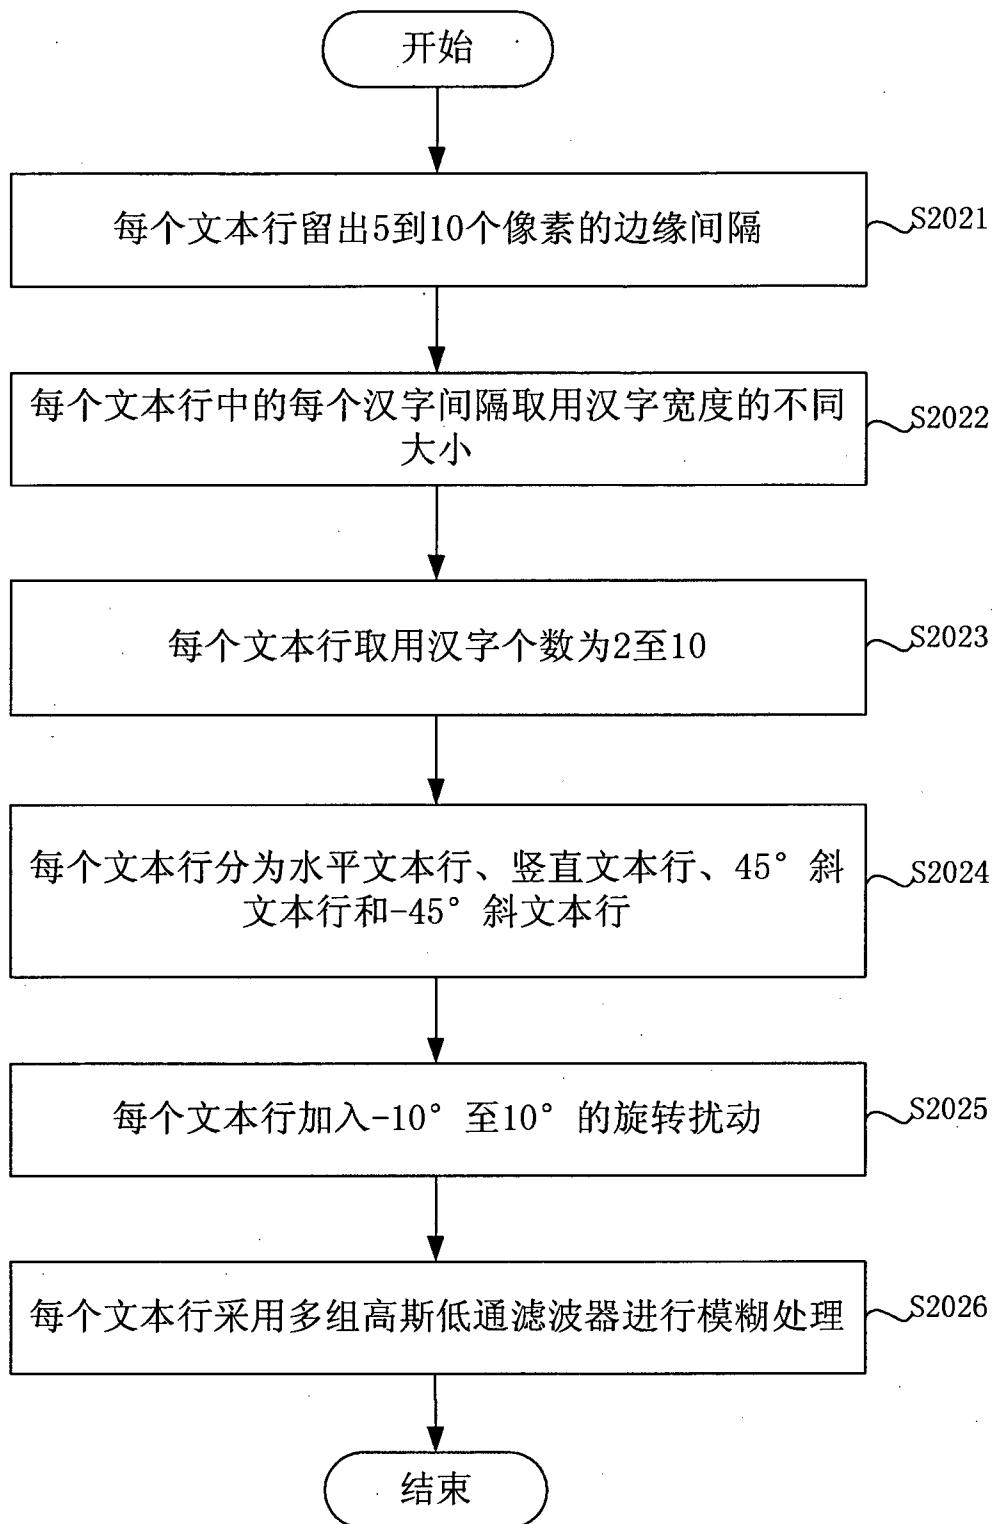 开始
每个文本行留出5到10个像素的边缘间隔
S2021
每个文本行中的每个汉字间隔取用汉字宽度的不同
大小
S2022
每个文本行取用汉字个数为2至10
S2023
每个文本行分为水平文本行、竖直文本行、45°斜
文本行和-45°斜文本行
S2024
每个文本行加入-10°至10°的旋转扰动
S2025
每个文本行采用多组高斯低通滤波器进行模糊处理
S2026
结束